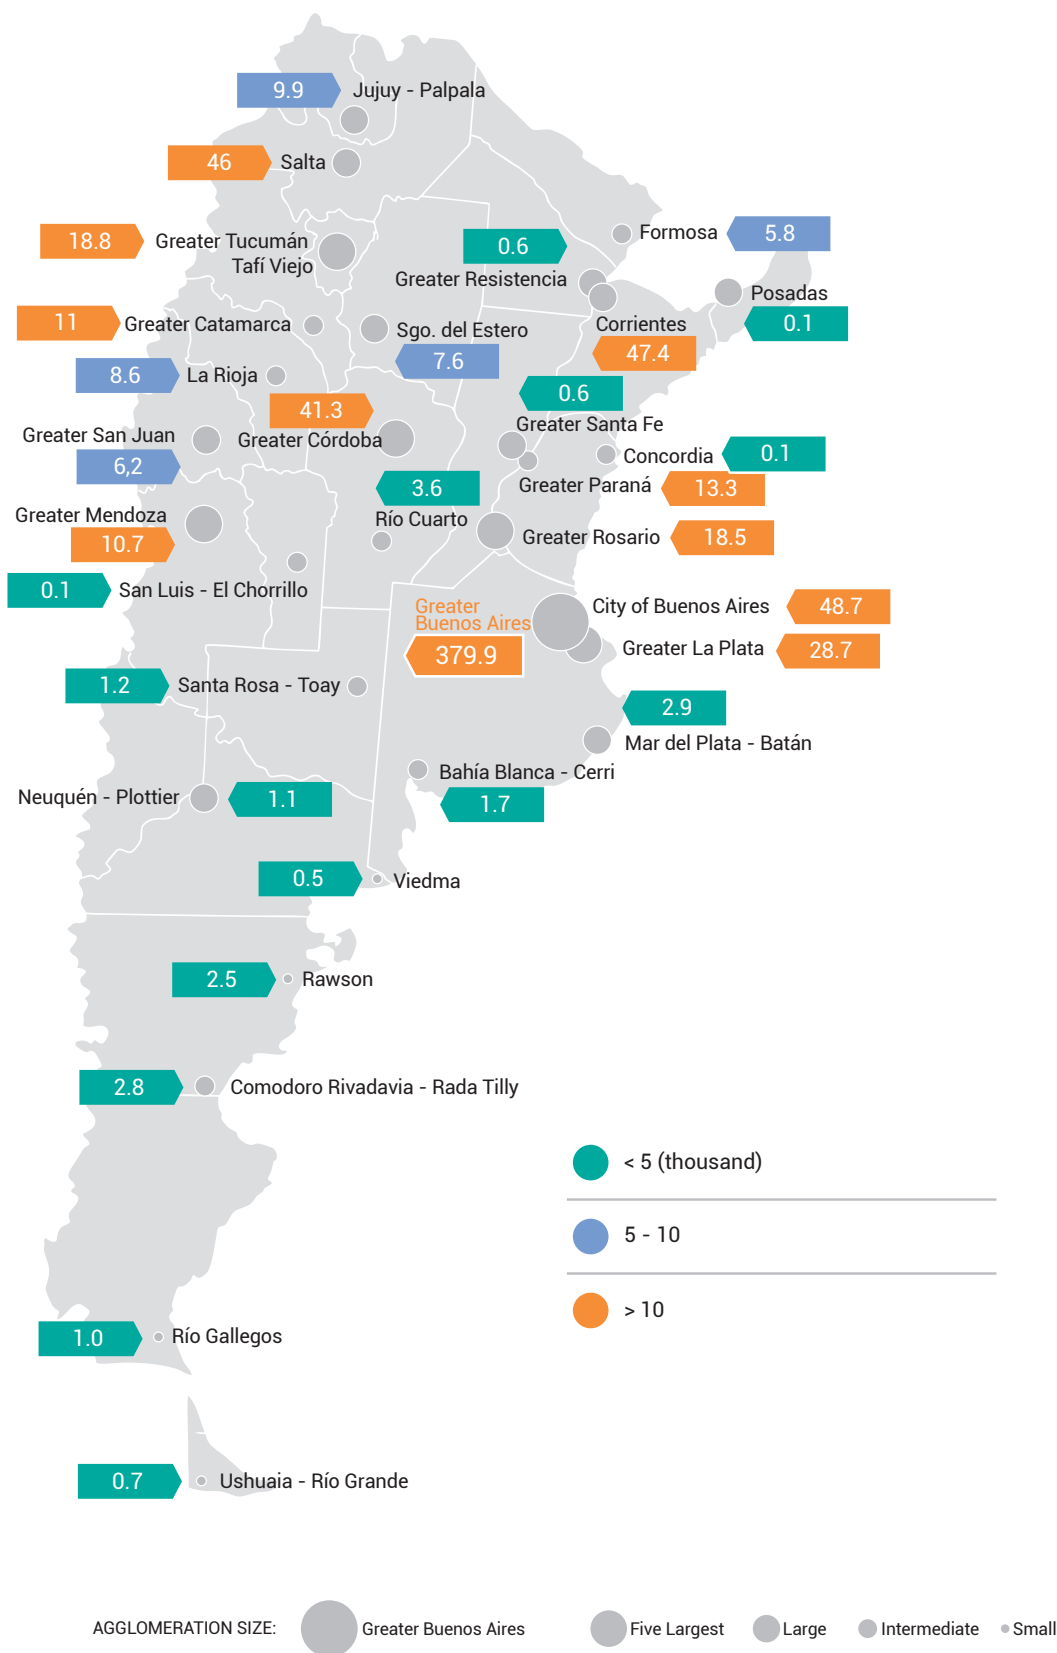 9.9
Jujuy - Palpala
46
Salta
18.8
Greater Tucumán
Tafí Viejo
0.6
Greater Resistencia
Formosa
5.8
Posadas
0.1
11
Greater Catamarca
Sgo. del Estero
7.6
Corrientes
47.4
8.6
La Rioja
41.3
Greater Córdoba
0.6
Greater Santa Fe
Greater San Juan
6,2
Concordia
0.1
3.6
Río Cuarto
Greater Paraná
13.3
Greater Mendoza
10.7
Greater Rosario
18.5
0.1
San Luis - El Chorrillo
Greater
Buenos Aires
379.9
City of Buenos Aires
48.7
Greater La Plata
28.7
1.2
Santa Rosa - Toay
2.9
Mar del Plata - Batán
Neuquén - Plottier
1.1
Bahía Blanca - Cerri
1.7
0.5
Viedma
2.5
Rawson
2.8
Comodoro Rivadavia - Rada Tilly
< 5 (thousand)
5 - 10
> 10
1.0
Río Gallegos
0.7
Ushuaia - Río Grande
AGGLOMERATION SIZE:
Greater Buenos Aires
Five Largest
Large
Intermediate
Small